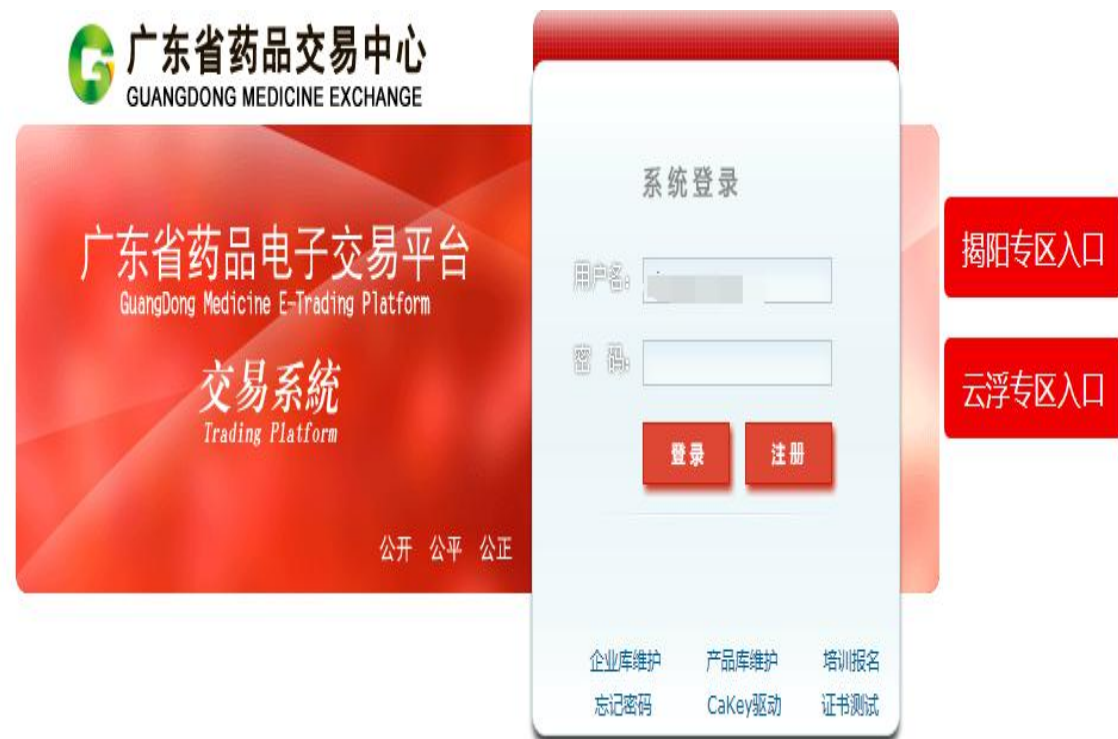 广东省药品交易中心
GUANGDONG MEDICINE EXCHANGE
广东省药品电子交易平台
GuangDong Medicine E-Trading Platform
交易系統
Trading Platform
公开 公平 公正
系统登录
用户名:
密 码:
登录 注册
企业库维护 产品库维护 培训报名
忘记密码 CaKey驱动 证书测试
揭阳专区入口
云浮专区入口